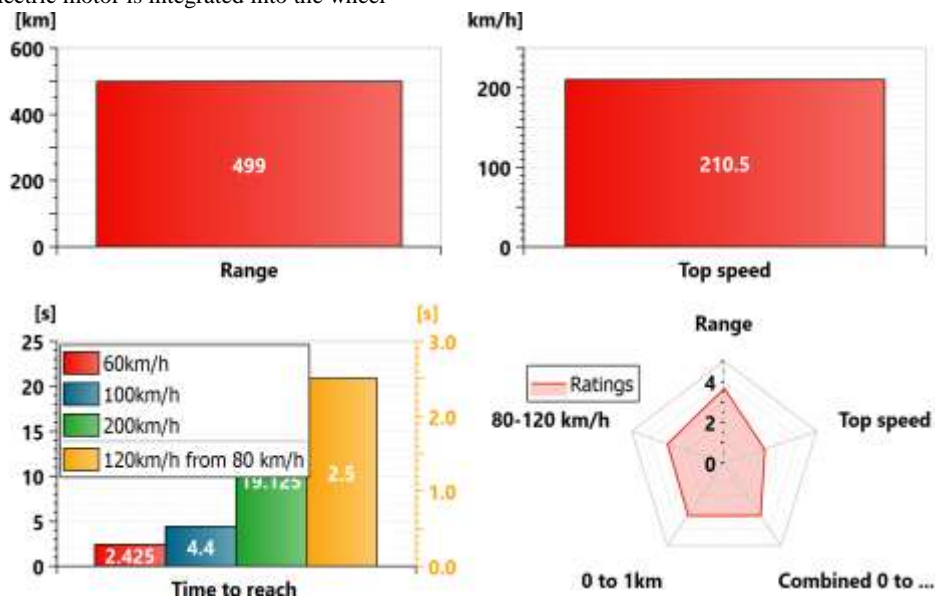 ectric motor is integrated into the wheel
[km]
600
400
200
0
499
Range
km/h]
200
100
0
210.5
Top speed
[s]
25
20
15
10
5
0
60km/h
100km/h
200km/h
120km/h from 80 km/h
2.425
4.4
19.125
2.5
[s]
3.0
2.0
1.0
0.0
Time to reach
Range
Ratings
4
2
0
80-120 km/h
Top speed
0 to 1km
Combined 0 to ...